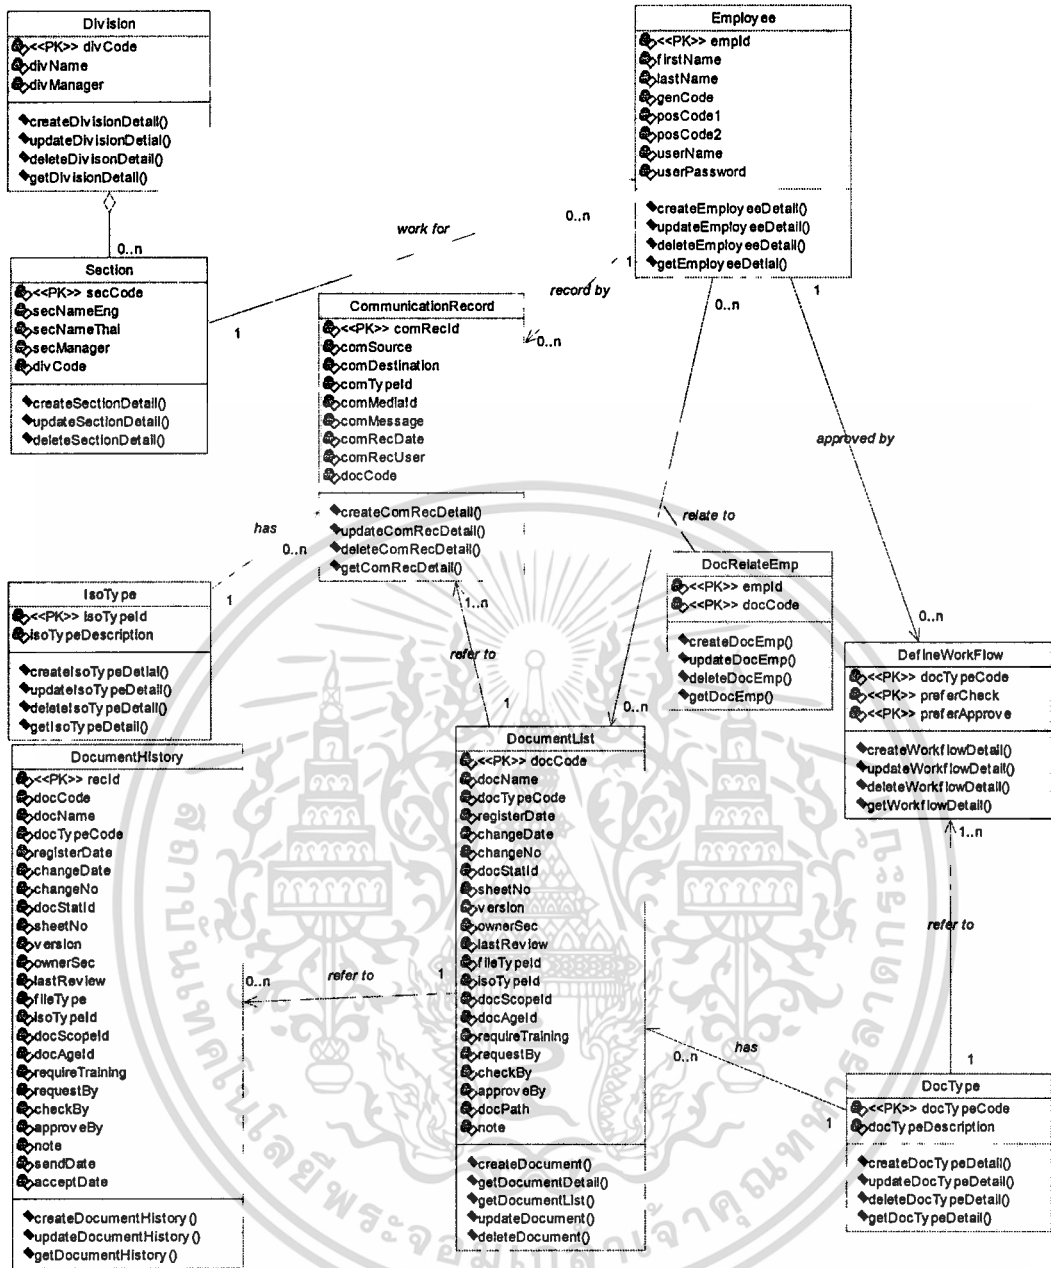 Division
<<PK>> divCode
divName
divManager
createDivisionDetail()
updateDivisionDetial()
deleteDivisonDetail()
getDivisionDetail()
0..n
Section
<<PK>> secCode
secNameEng
secNameThai
secManager
divCode
createSectionDetail()
updateSectionDetail()
deleteSectionDetail()
Employee
<<PK>> empId
firstName
lastName
genCode
posCode1
posCode2
userName
userPassword
createEmployeeDetail()
updateEmployeeDetail()
deleteEmployeeDetail()
getEmployeeDetial()
work for
0..n
1
record by
1
0..n
0..n
1
approved by
0..n
CommunicationRecord
<<PK>> comRecId
comSource
comDestination
comTypeId
comMediaId
comMessage
comRecDate
comRecUser
docCode
createComRecDetail()
updateComRecDetail()
deleteComRecDetail()
getComRecDetail()
has
0..n
1
1..n
refer to
1
relate to
0..n
IsoType
<<PK>> isoTypeId
isoTypeDescription
createIsoTypeDetial()
updateIsoTypeDetail()
deleteIsoTypeDetail()
getIsoTypeDetail()
DocRelateEmp
<<PK>> empId
<<PK>> docCode
createDocEmp()
updateDocEmp()
deleteDocEmp()
getDocEmp()
DefineWorkFlow
<<PK>> docTypeCode
<<PK>> preferCheck
<<PK>> preferApprove
createWorkflowDetail()
updateWorkflowDetail()
deleteWorkflowDetail()
getWorkflowDetail()
1..n
refer to
1
DocumentHistory
<<PK>> recId
docCode
docName
docTypeCode
registerDate
changeDate
changeNo
docStatId
sheetNo
version
ownerSec
lastReview
fileType
isoTypeId
docScopeId
docAgeId
requireTraining
requestBy
checkBy
approveBy
note
sendDate
acceptDate
createDocumentHistory()
updateDocumentHistory()
getDocumentHistory()
0..n
refer to
1
DocumentList
<<PK>> docCode
docName
docTypeCode
registerDate
changeDate
changeNo
docStatId
sheetNo
version
ownerSec
lastReview
fileTypeId
isoTypeId
docScopeId
docAgeId
requireTraining
requestBy
checkBy
approveBy
docPath
note
createDocument()
getDocumentDetail()
getDocumentList()
updateDocument()
deleteDocument()
0..n
has
1
DocType
<<PK>> docTypeCode
docTypeDescription
createDocTypeDetail()
updateDocTypeDetail()
deleteDocTypeDetail()
getDocTypeDetail()